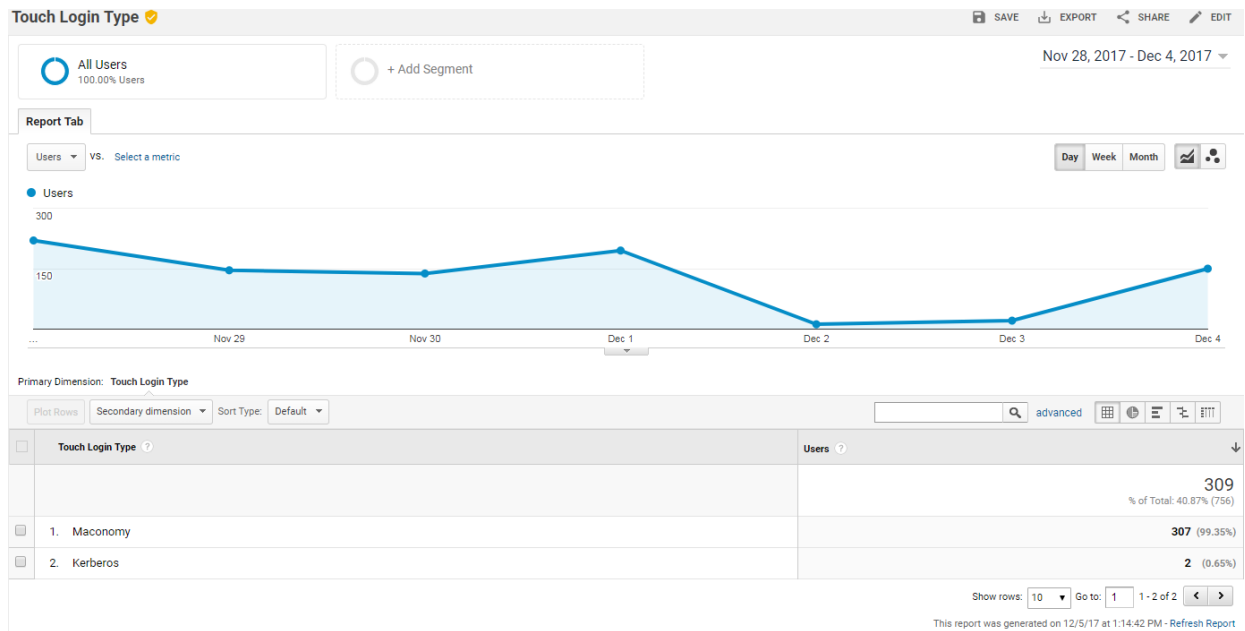 Touch Login Type
SAVE EXPORT SHARE EDIT
All Users
100.00% Users
+ Add Segment
Nov 28, 2017 - Dec 4, 2017
Report Tab
Users VS. Select a metric
Day Week Month
Users
300
150
... Nov 29 Nov 30 Dec 1 Dec 2 Dec 3 Dec 4
Primary Dimension: Touch Login Type
Plot Rows Secondary dimension Sort Type: Default advanced
Touch Login Type ? Users ?
309
% of Total: 40.87% (756)
1. Maconomy 307 (99.35%)
2. Kerberos 2 (0.65%)
Show rows: 10 Go to: 1 1 - 2 of 2
This report was generated on 12/5/17 at 1:14:42 PM - Refresh Report